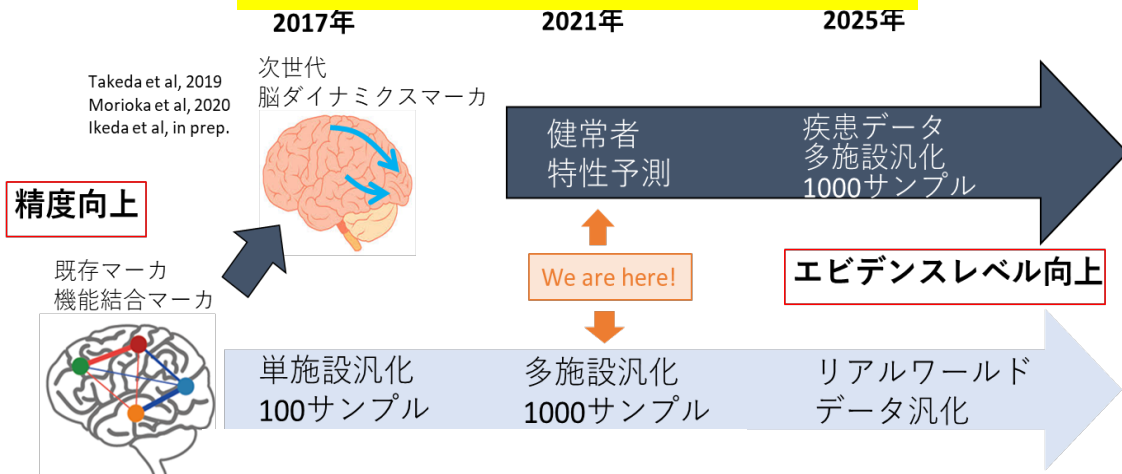 2017年
2021年
2025年
Takeda et al, 2019
Morioka et al, 2020
Ikeda et al, in prep.
次世代
脳ダイナミクスマーカ
健常者
特性予測
疾患データ
多施設汎化
1000サンプル
精度向上
We are here!
エビデンスレベル向上
既存マーカ
機能結合マーカ
単施設汎化
100サンプル
多施設汎化
1000サンプル
リアルワールド
データ汎化